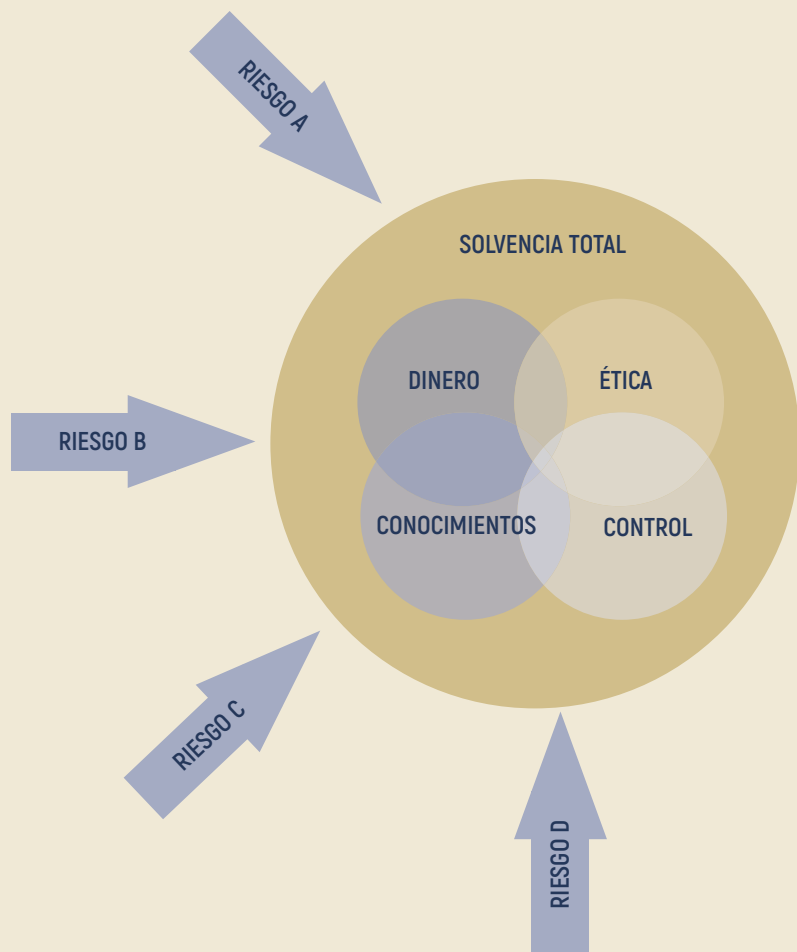 RIESGO A
SOLVENCIA TOTAL
DINERO
ÉTICA
RIESGO B
CONOCIMIENTOS
CONTROL
RIESGO C
RIESGO D